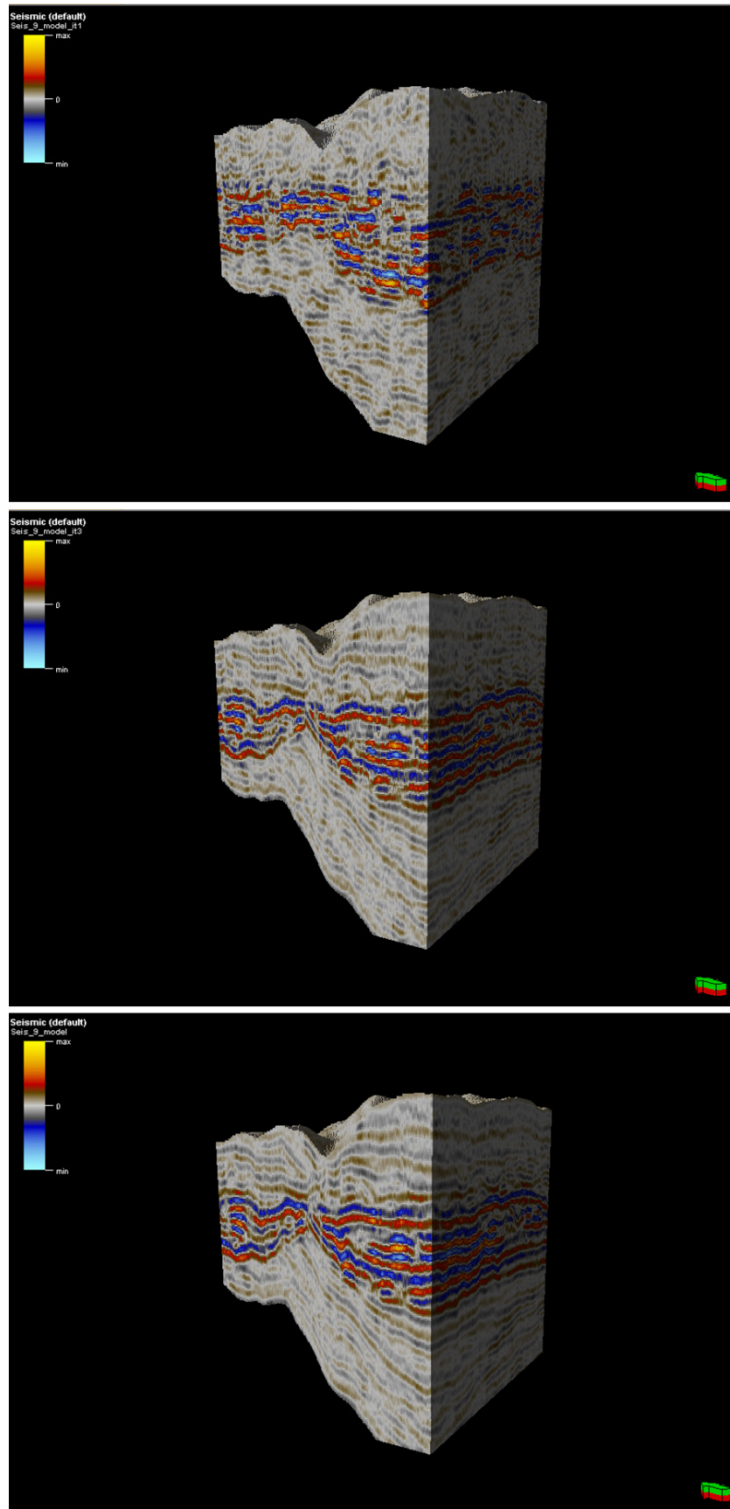 Seismic (default)
Seis_9_model_it1
max
0
min
Seismic (default)
Seis_9_model_it3
max
0
min
Seismic (default)
Seis_9_model
max
0
min